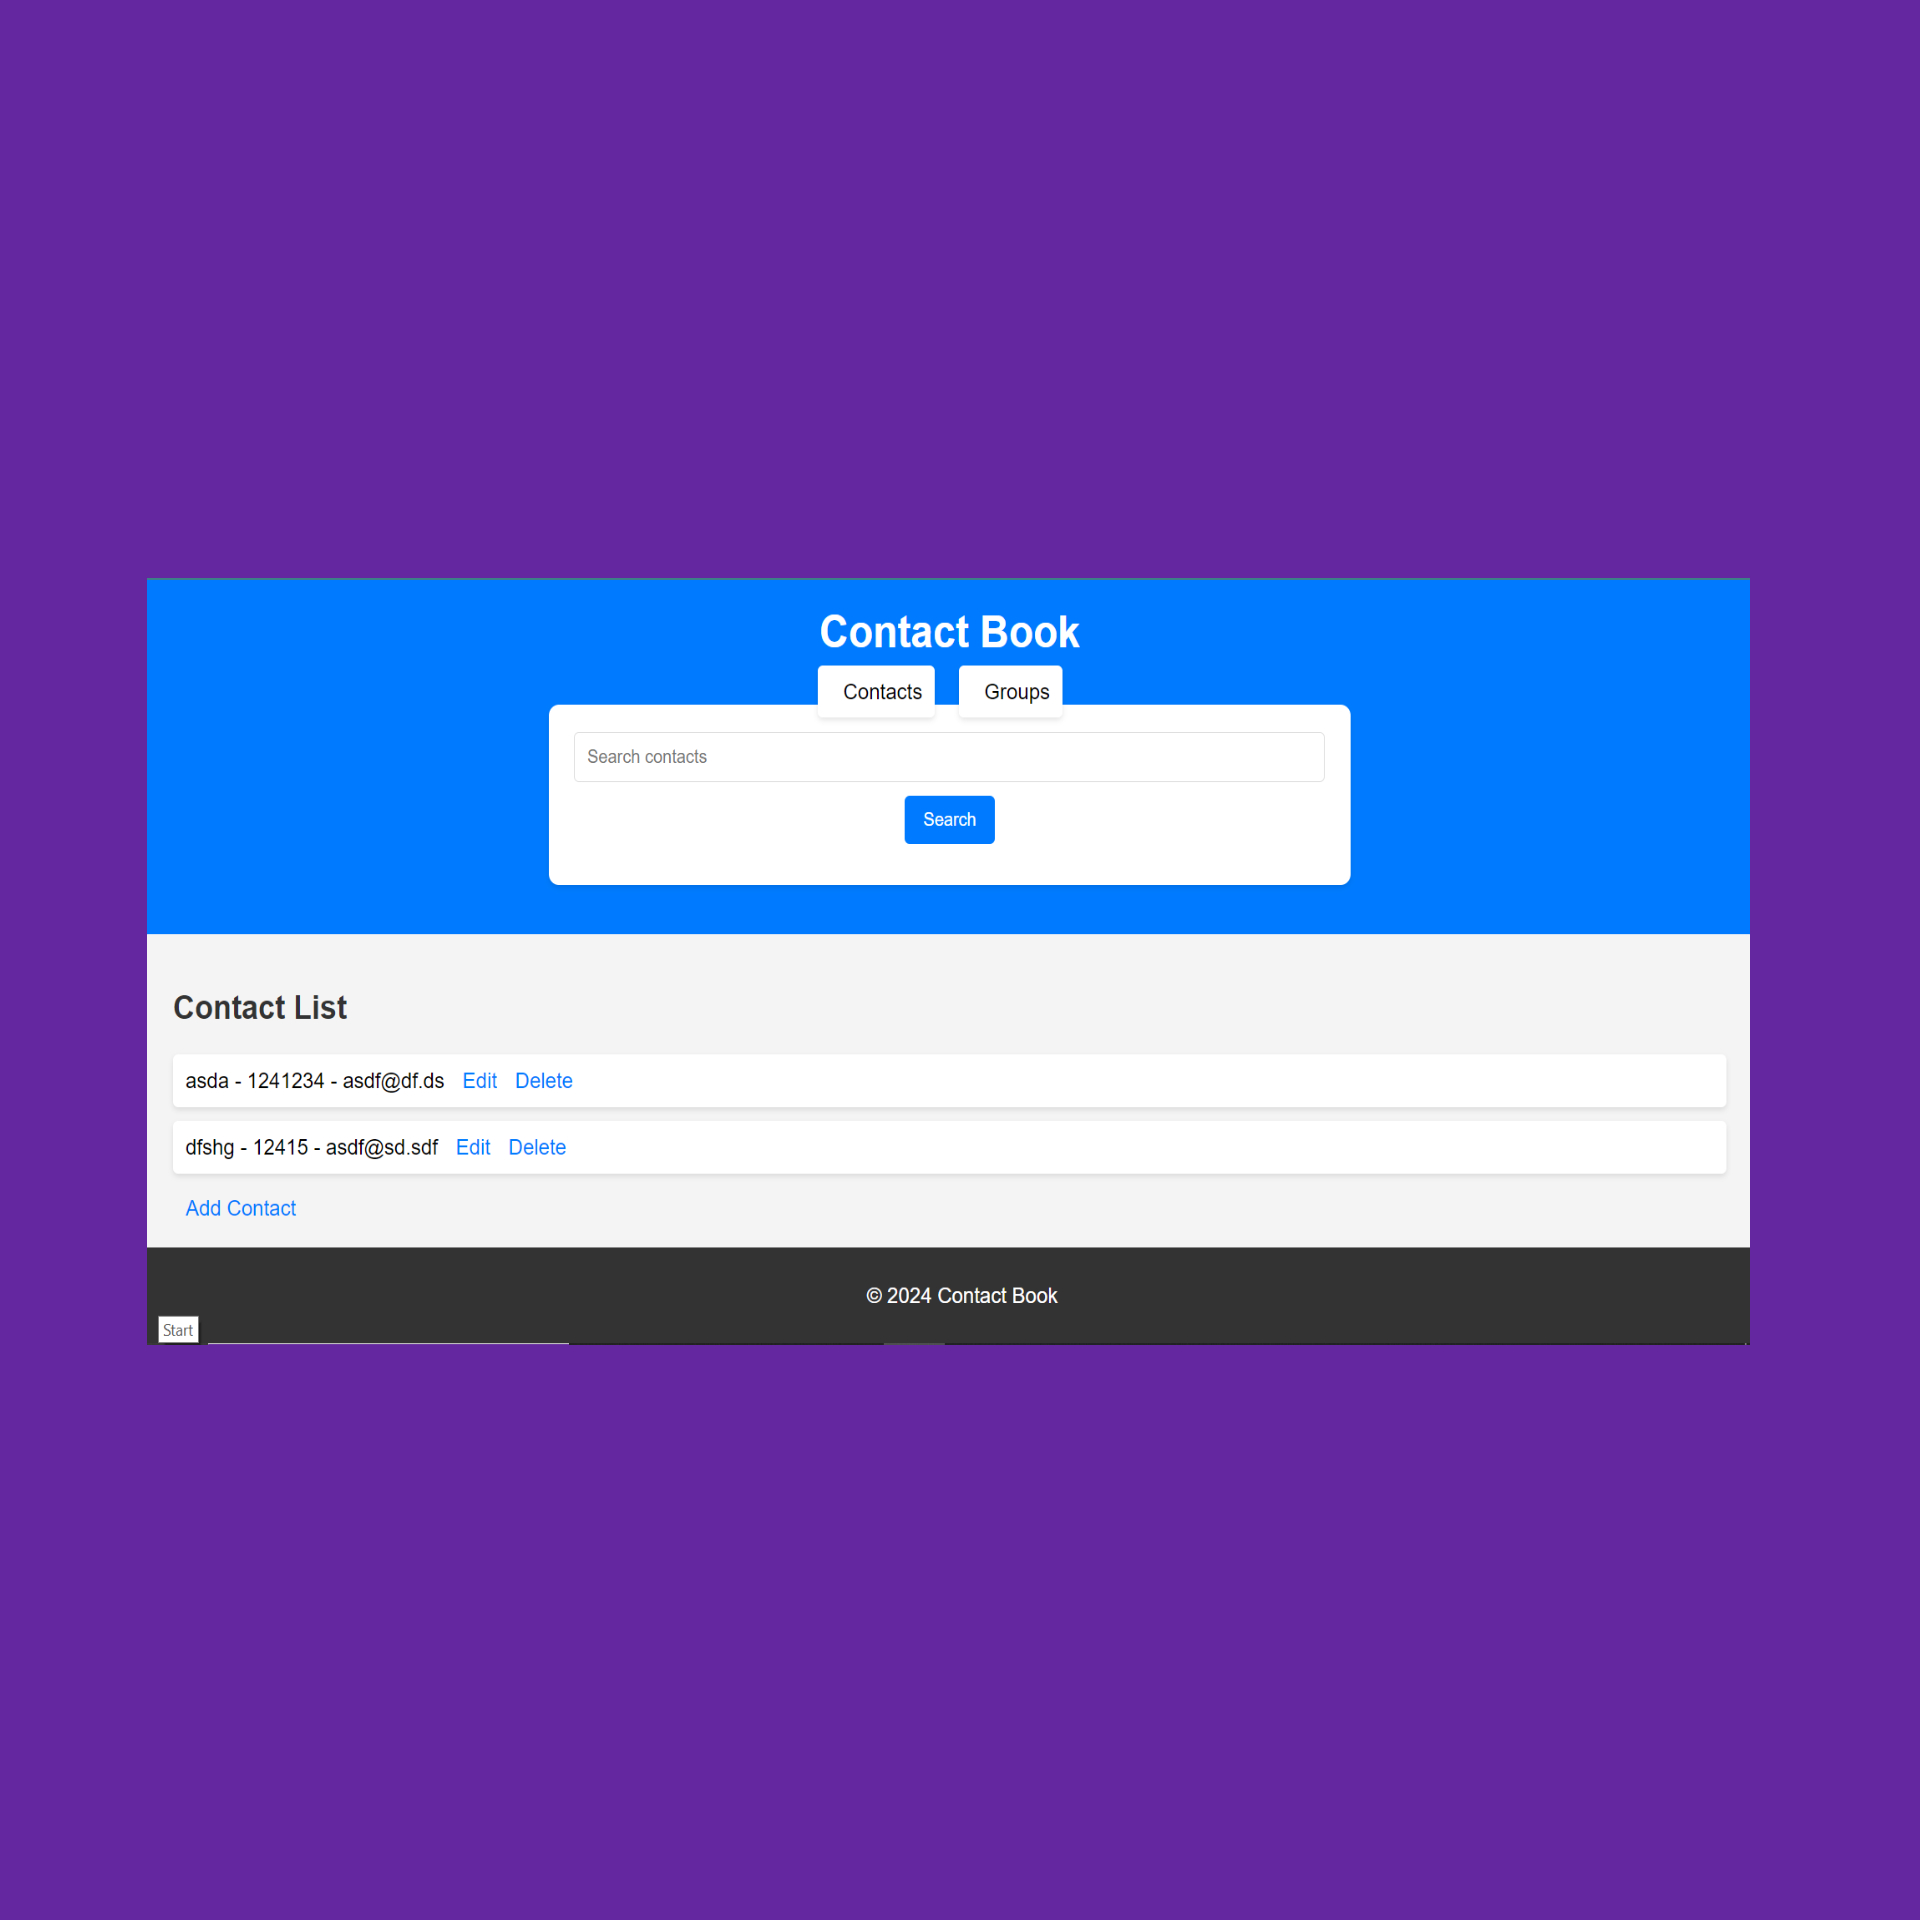 Contact Book
Contacts Groups
Search contacts
Search
Contact List
asda - 1241234 - asdf@df.ds Edit Delete
dfshg - 12415 - asdf@sd.sdf Edit Delete
Add Contact
© 2024 Contact Book
Start